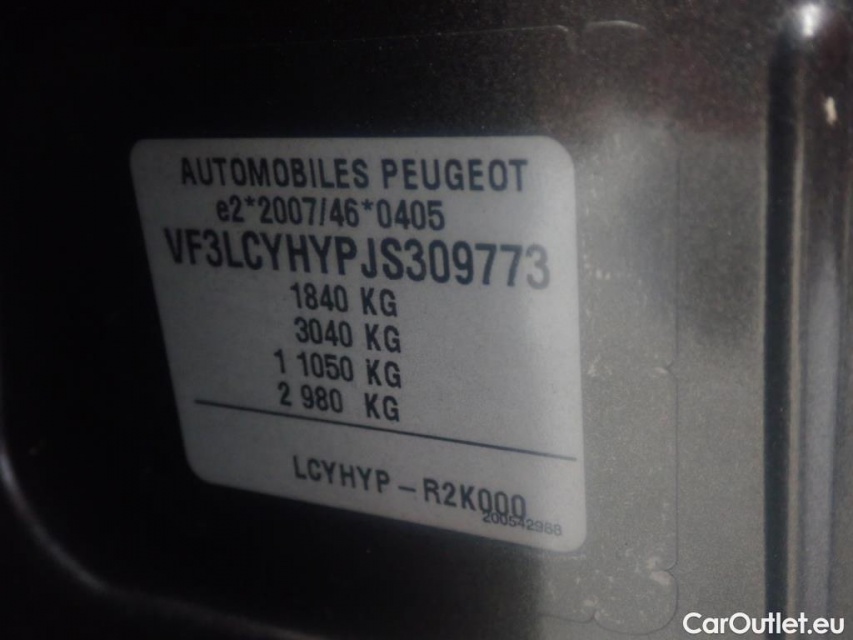 AUTOMOBILES PEUGEOT
e2*2007/46*0405
VF3LCYHYPJS309773
1840 KG
3040 KG
1 1050 KG
2 980 KG
LCYHYP – R2K000
200542988
CarOutlet.eu